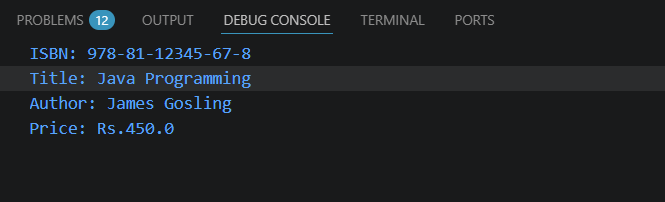 PROBLEMS 12 OUTPUT DEBUG CONSOLE TERMINAL PORTS
ISBN: 978-81-12345-67-8
Title: Java Programming
Author: James Gosling
Price: Rs.450.0